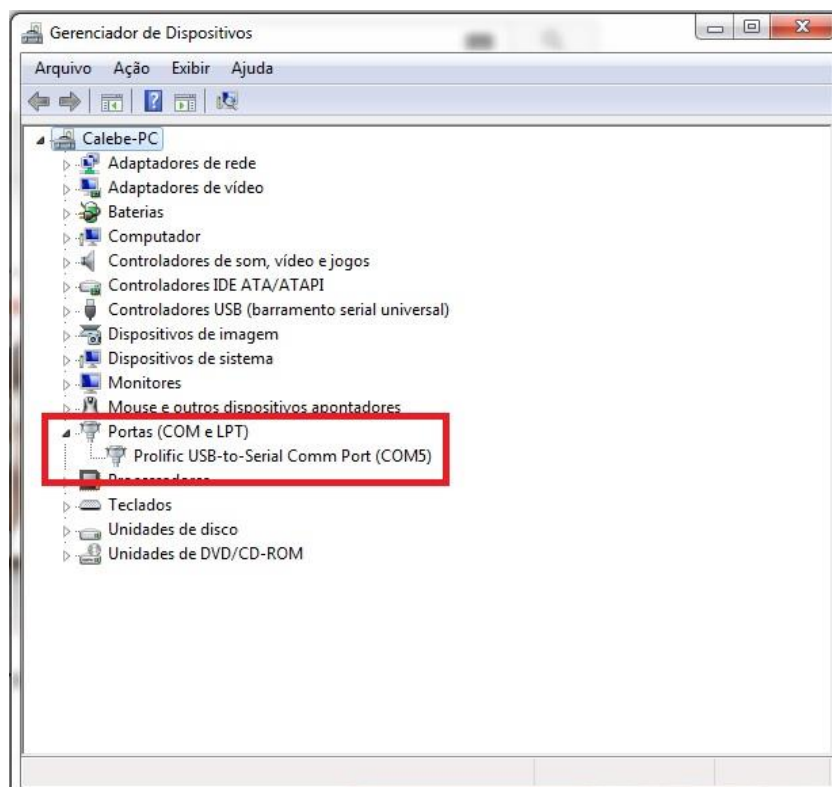 Gerenciador de Dispositivos
Arquivo Ação Exibir Ajuda
Calebe-PC
Adaptadores de rede
Adaptadores de vídeo
Baterias
Computador
Controladores de som, vídeo e jogos
Controladores IDE ATA/ATAPI
Controladores USB (barramento serial universal)
Dispositivos de imagem
Dispositivos de sistema
Monitores
Mouse e outros dispositivos apontadores
Portas (COM e LPT)
Prolific USB-to-Serial Comm Port (COM5)
Processadores
Teclados
Unidades de disco
Unidades de DVD/CD-ROM